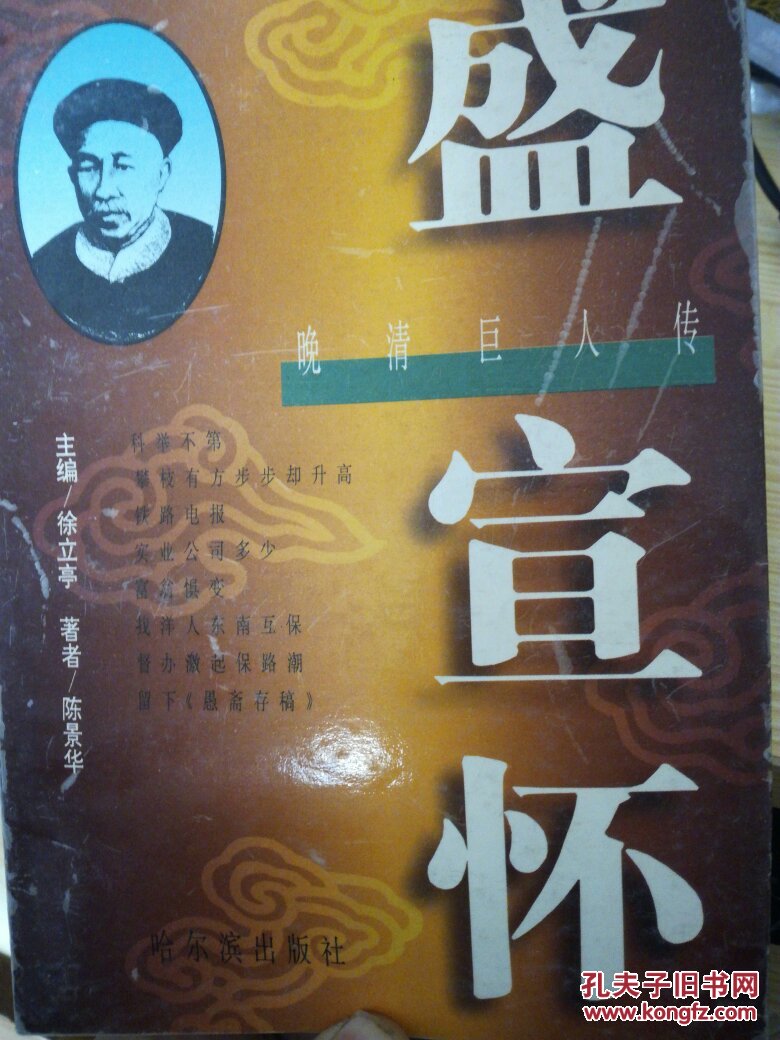 盛宣怀
晚清巨人传
主编/徐立亭 著者/陈景华
科举不第
攀枝有方步步却升高
铁路电报
实业公司多少
富翁惧变
找洋人东南互保
督办激起保路潮
留下《愚斋存稿》
哈尔滨出版社
孔夫子旧书网
www.kongfz.com